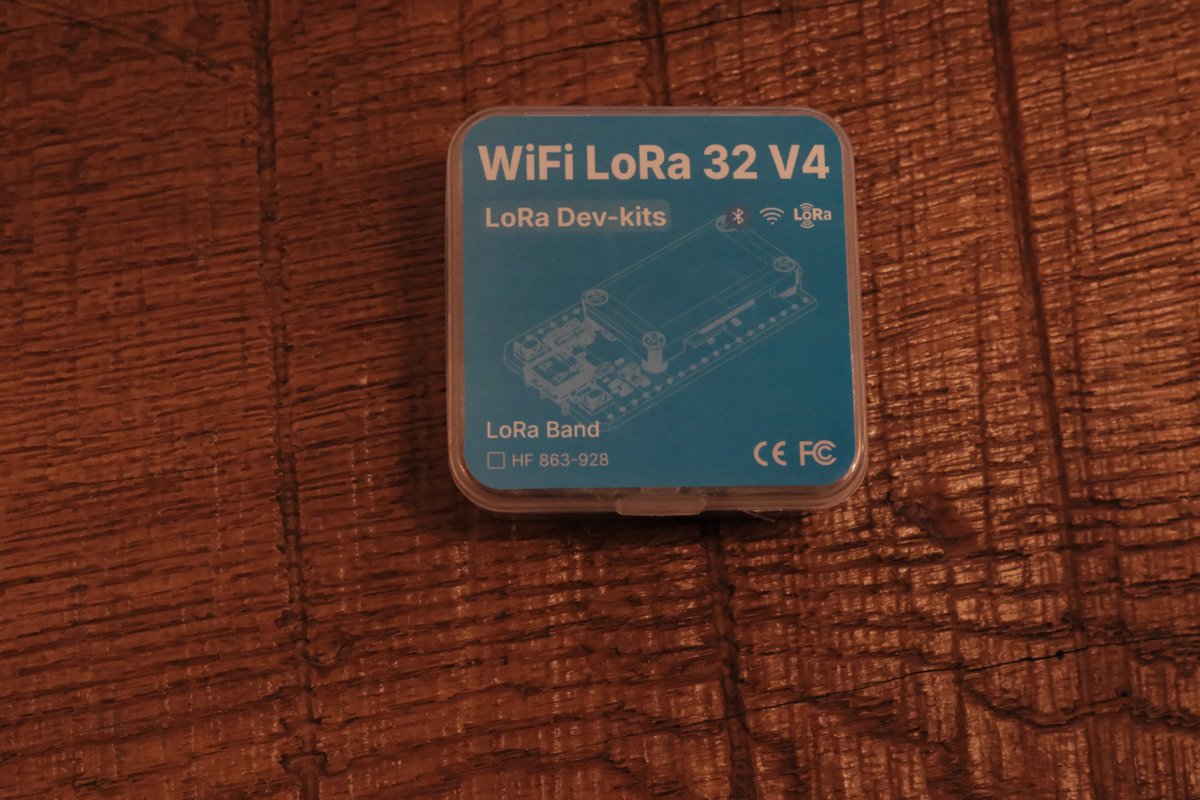 WiFi LoRa 32 V4
LoRa Dev-kits
LoRa
LoRa Band
HF 863-928
CE FC